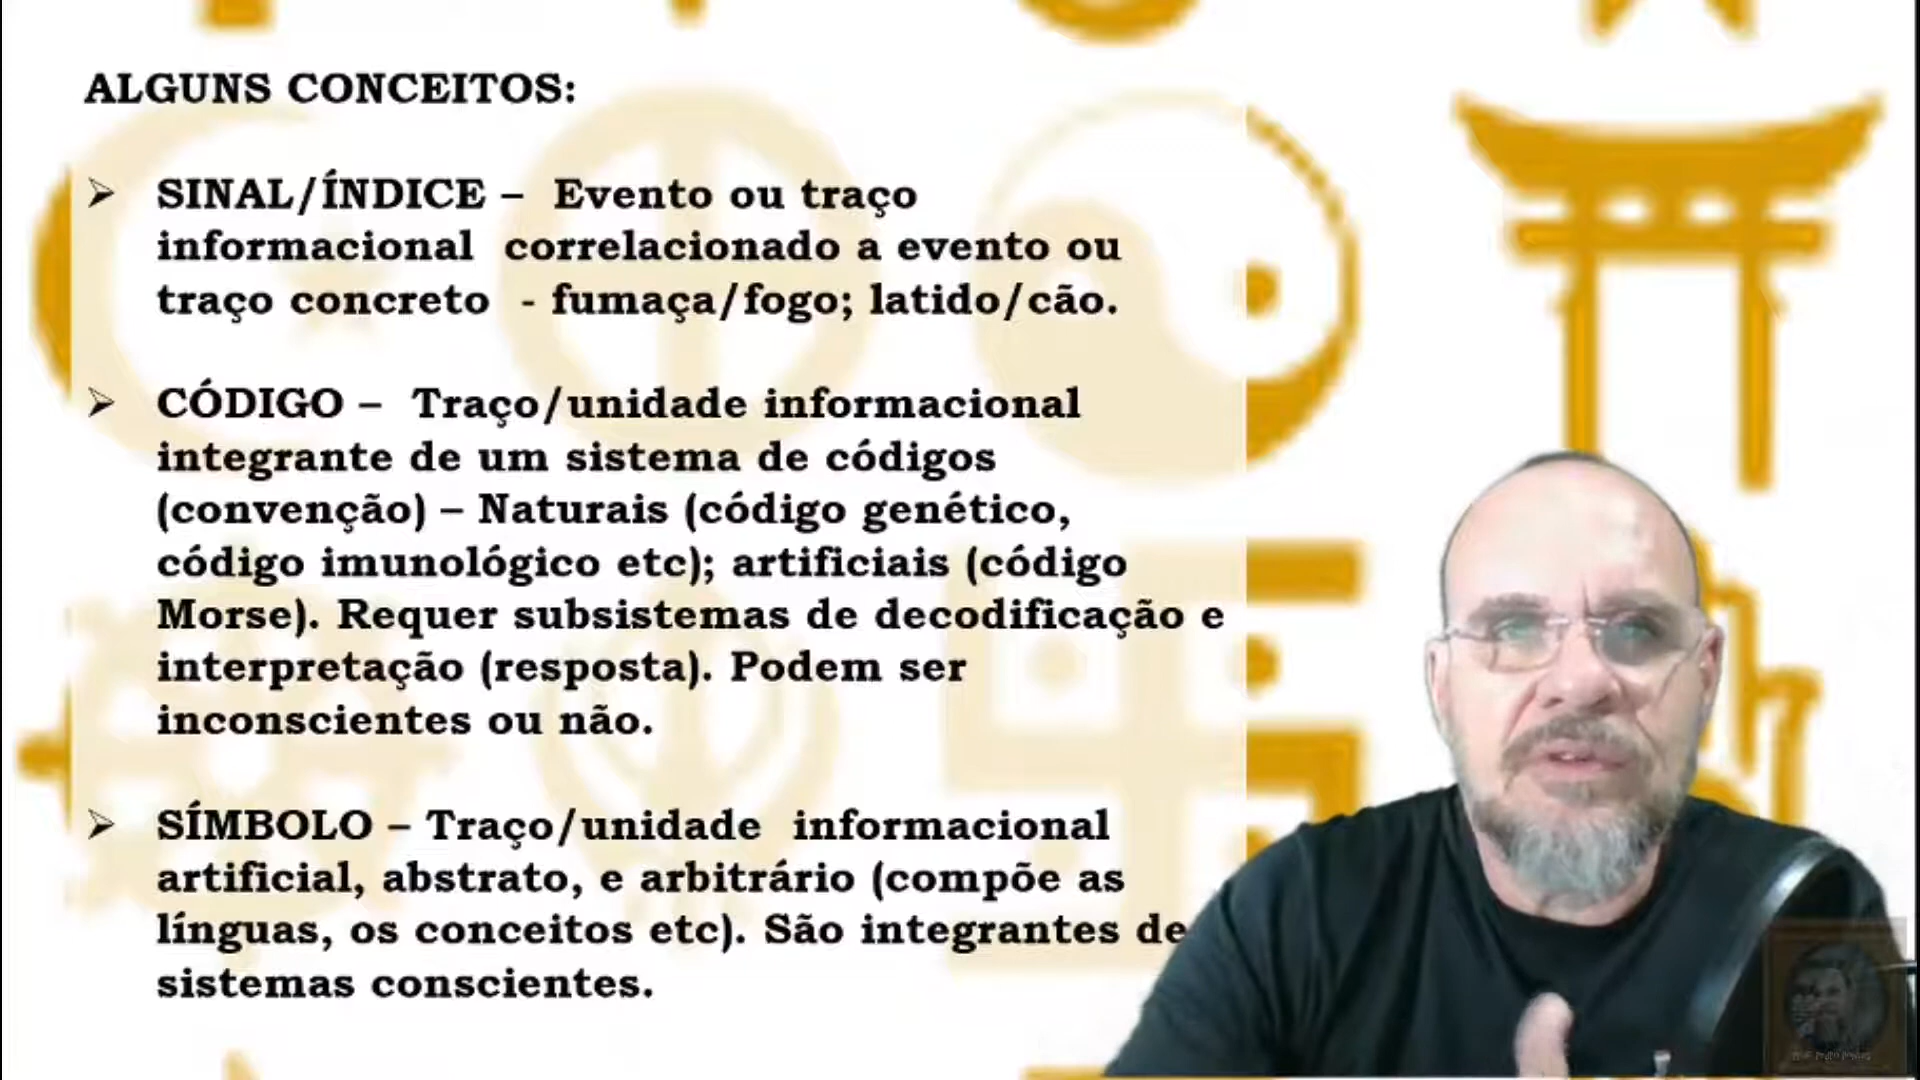 ALGUNS CONCEITOS:
➢ SINAL/ÍNDICE – Evento ou traço
informacional correlacionado a evento ou
traço concreto - fumaça/fogo; latido/cão.
➢ CÓDIGO – Traço/unidade informacional
integrante de um sistema de códigos
(convenção) – Naturais (código genético,
código imunológico etc); artificiais (código
Morse). Requer subsistemas de decodificação e
interpretação (resposta). Podem ser
inconscientes ou não.
➢ SÍMBOLO – Traço/unidade informacional
artificial, abstrato, e arbitrário (compõe as
línguas, os conceitos etc). São integrantes de
sistemas conscientes.